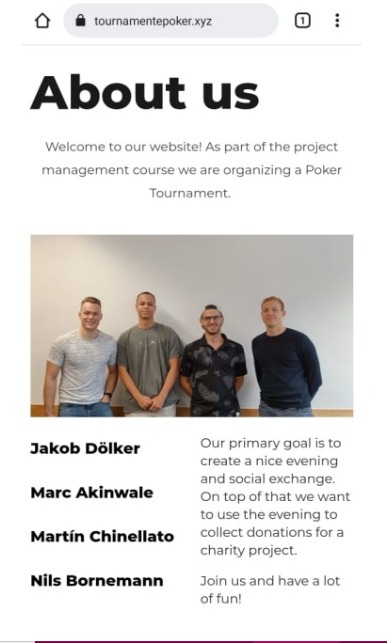 tournamentepoker.xyz
1
About us
Welcome to our website! As part of the project
management course we are organizing a Poker
Tournament.
Jakob Dölker
Marc Akinwale
Martín Chinellato
Nils Bornemann
Our primary goal is to
create a nice evening
and social exchange.
On top of that we want
to use the evening to
collect donations for a
charity project.
Join us and have a lot
of fun!